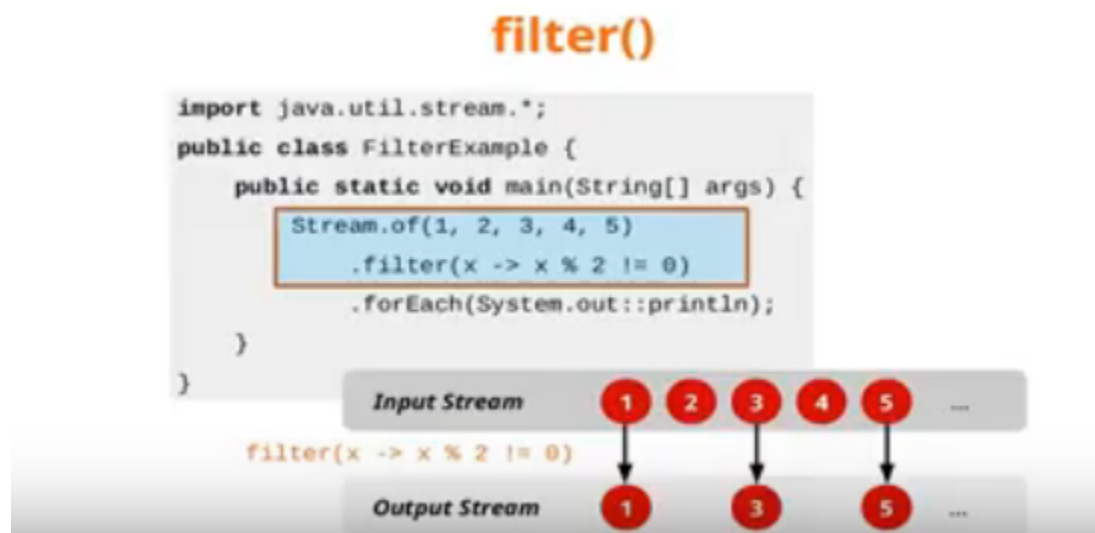 filter()
import java.util.stream.*;
public class FilterExample {
public static void main(String[] args) {
Stream.of(1, 2, 3, 4, 5)
.filter(x -> x % 2 != 0)
.forEach(System.out::println);
}
}
Input Stream 1 2 3 4 5 ...
filter(x -> x % 2 != 0)
Output Stream 1 3 5 ...